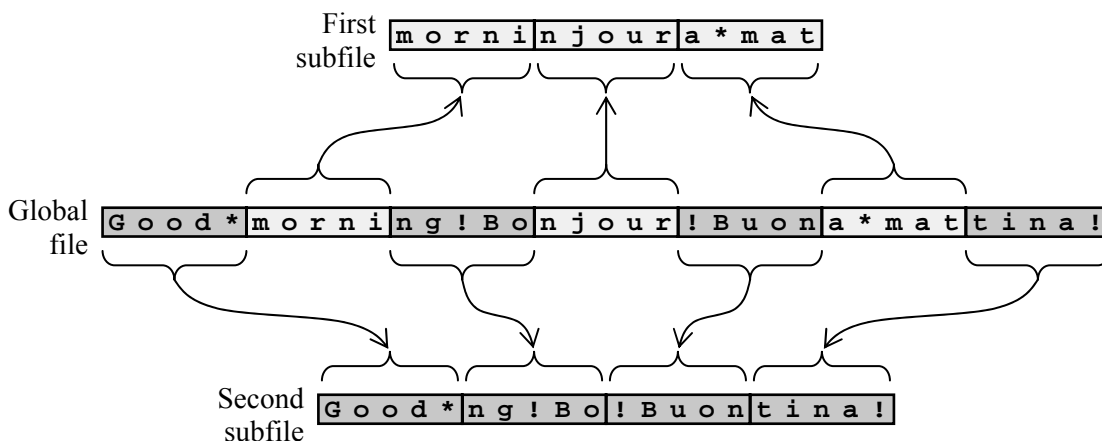 First subfile
m o r n i n j o u r a * m a t
Global file
G o o d * m o r n i n g ! B o n j o u r ! B u o n a * m a t t i n a !
Second subfile
G o o d * n g ! B o ! B u o n t i n a !